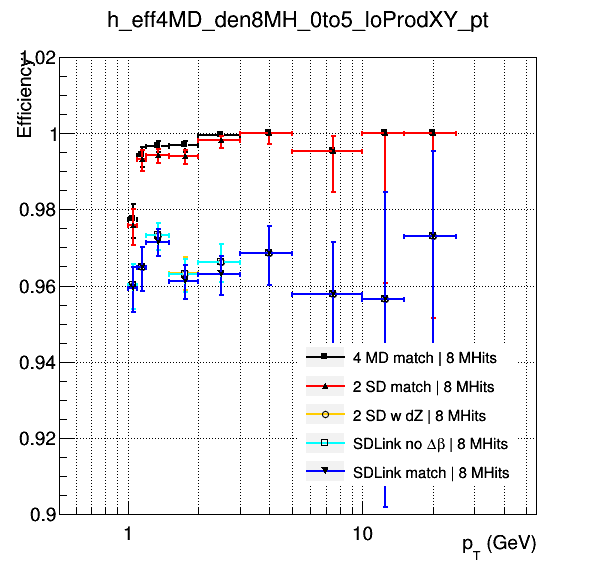 h_eff4MD_den8MH_0to5_loProdXY_pt
Efficiency
1.02
1
0.98
0.96
0.94
0.92
0.9
4 MD match | 8 MHits
2 SD match | 8 MHits
2 SD w dZ | 8 MHits
SDLink no Δβ | 8 MHits
SDLink match | 8 MHits
1
10
pT (GeV)